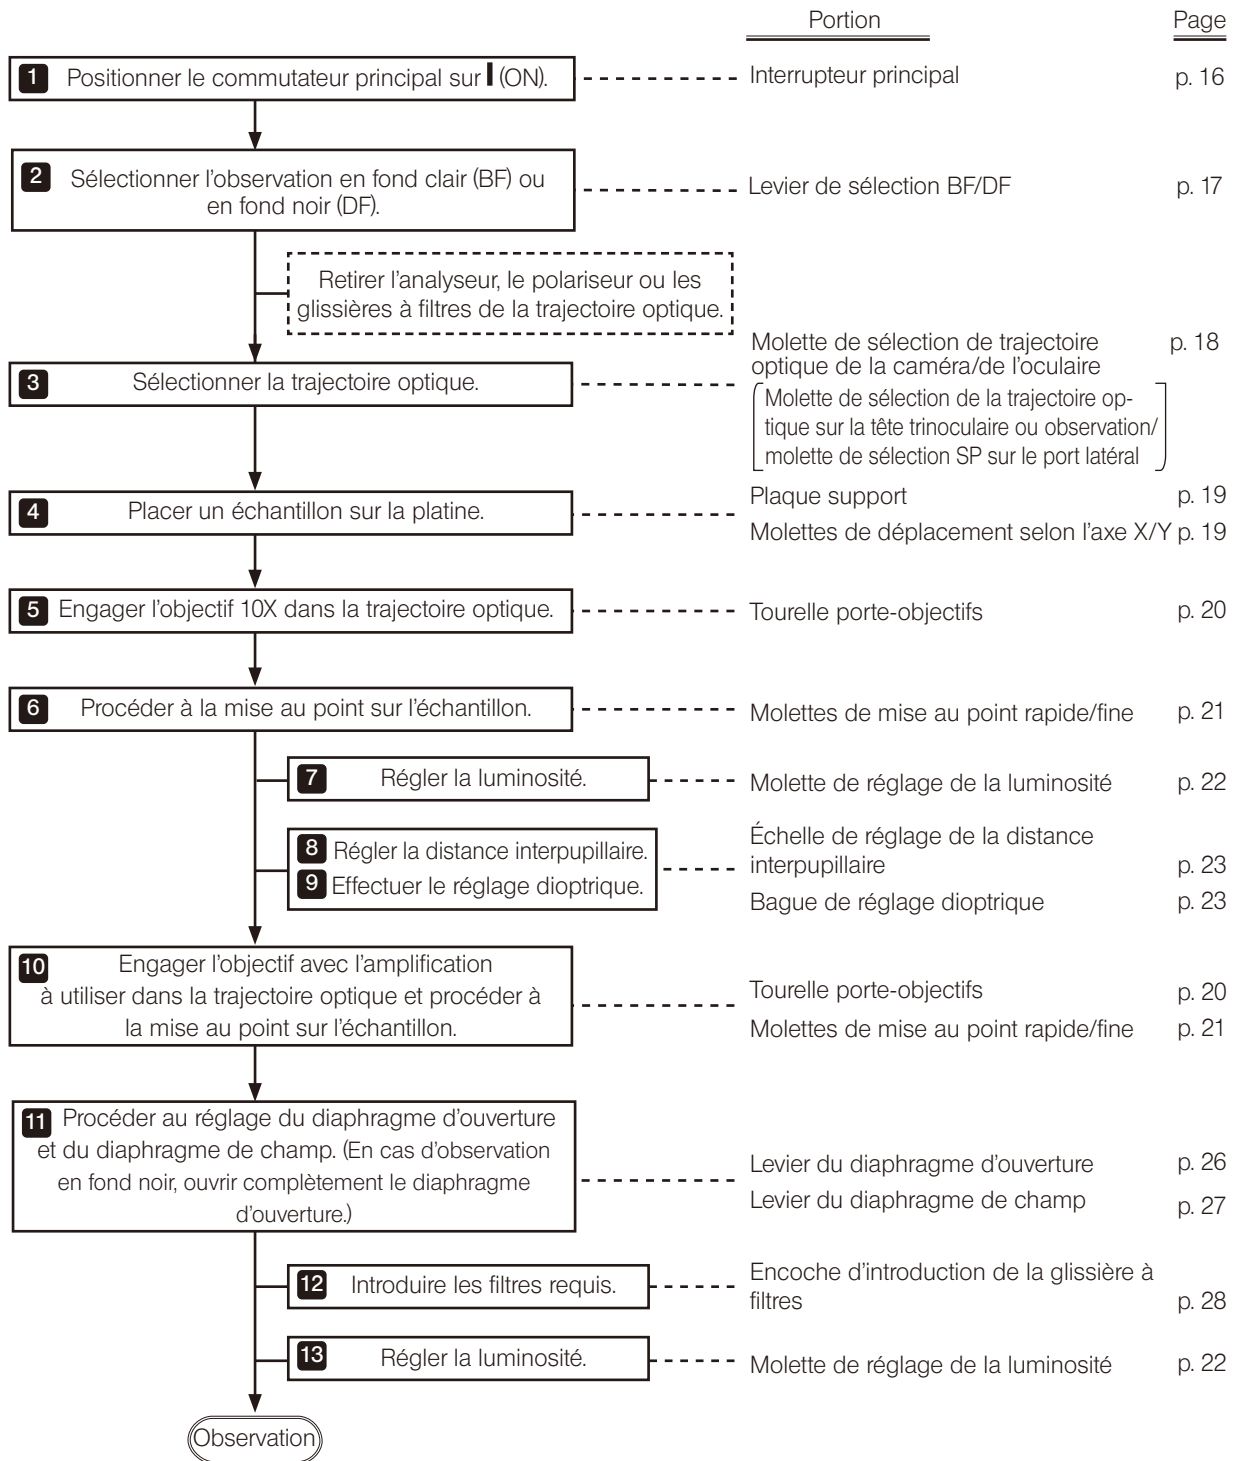 Portion Page
1 Positionner le commutateur principal sur I (ON). Interrupteur principal p. 16
2 Sélectionner l'observation en fond clair (BF) ou
en fond noir (DF).
Levier de sélection BF/DF p. 17
Retirer l'analyseur, le polariseur ou les
glissières à filtres de la trajectoire optique.
3 Sélectionner la trajectoire optique.
Molette de sélection de trajectoire p. 18
optique de la caméra/de l'oculaire
Molette de sélection de la trajectoire op-
tique sur la tête trinoculaire ou observation/
molette de sélection SP sur le port latéral
4 Placer un échantillon sur la platine.
Plaque support p. 19
Molettes de déplacement selon l'axe X/Y p. 19
5 Engager l'objectif 10X dans la trajectoire optique. Tourelle porte-objectifs p. 20
6 Procéder à la mise au point sur l'échantillon. Molettes de mise au point rapide/fine p. 21
7 Régler la luminosité. Molette de réglage de la luminosité p. 22
8 Régler la distance interpupillaire.
9 Effectuer le réglage dioptrique.
Échelle de réglage de la distance
interpupillaire p. 23
Bague de réglage dioptrique p. 23
10 Engager l'objectif avec l'amplification
à utiliser dans la trajectoire optique et procéder à
la mise au point sur l'échantillon.
Tourelle porte-objectifs p. 20
Molettes de mise au point rapide/fine p. 21
11 Procéder au réglage du diaphragme d'ouverture
et du diaphragme de champ. (En cas d'observation
en fond noir, ouvrir complètement le diaphragme
d'ouverture.)
Levier du diaphragme d'ouverture p. 26
Levier du diaphragme de champ p. 27
12 Introduire les filtres requis.
Encoche d'introduction de la glissière à
filtres p. 28
13 Régler la luminosité. Molette de réglage de la luminosité p. 22
Observation